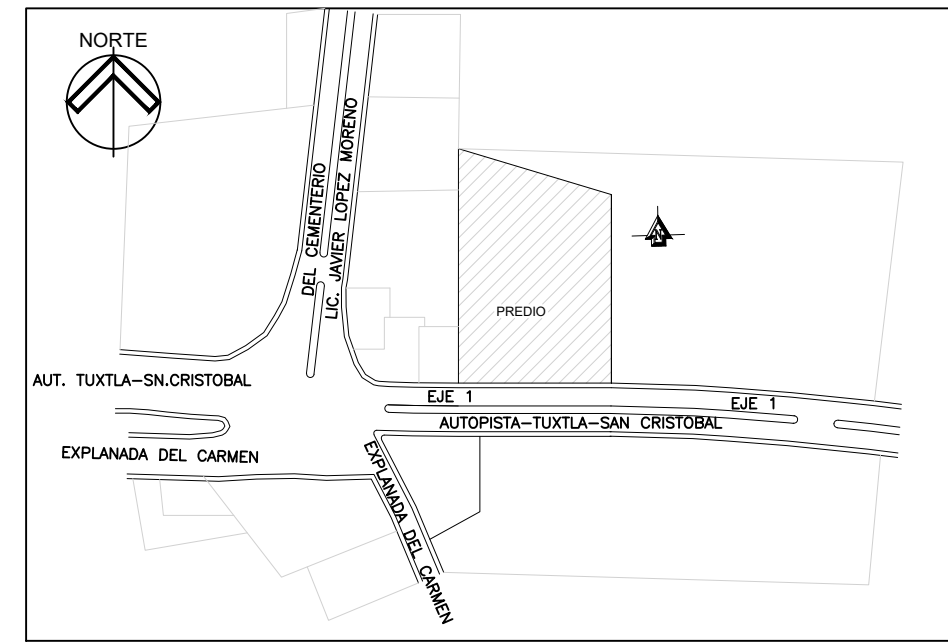 NORTE
DEL CEMENTERIO
LIC. JAVIER LOPEZ MORENO
N
PREDIO
AUT. TUXTLA-SN.CRISTOBAL
EJE 1
EJE 1
AUTOPISTA-TUXTLA-SAN CRISTOBAL
EXPLANADA DEL CARMEN
EXPLANADA DEL CARMEN